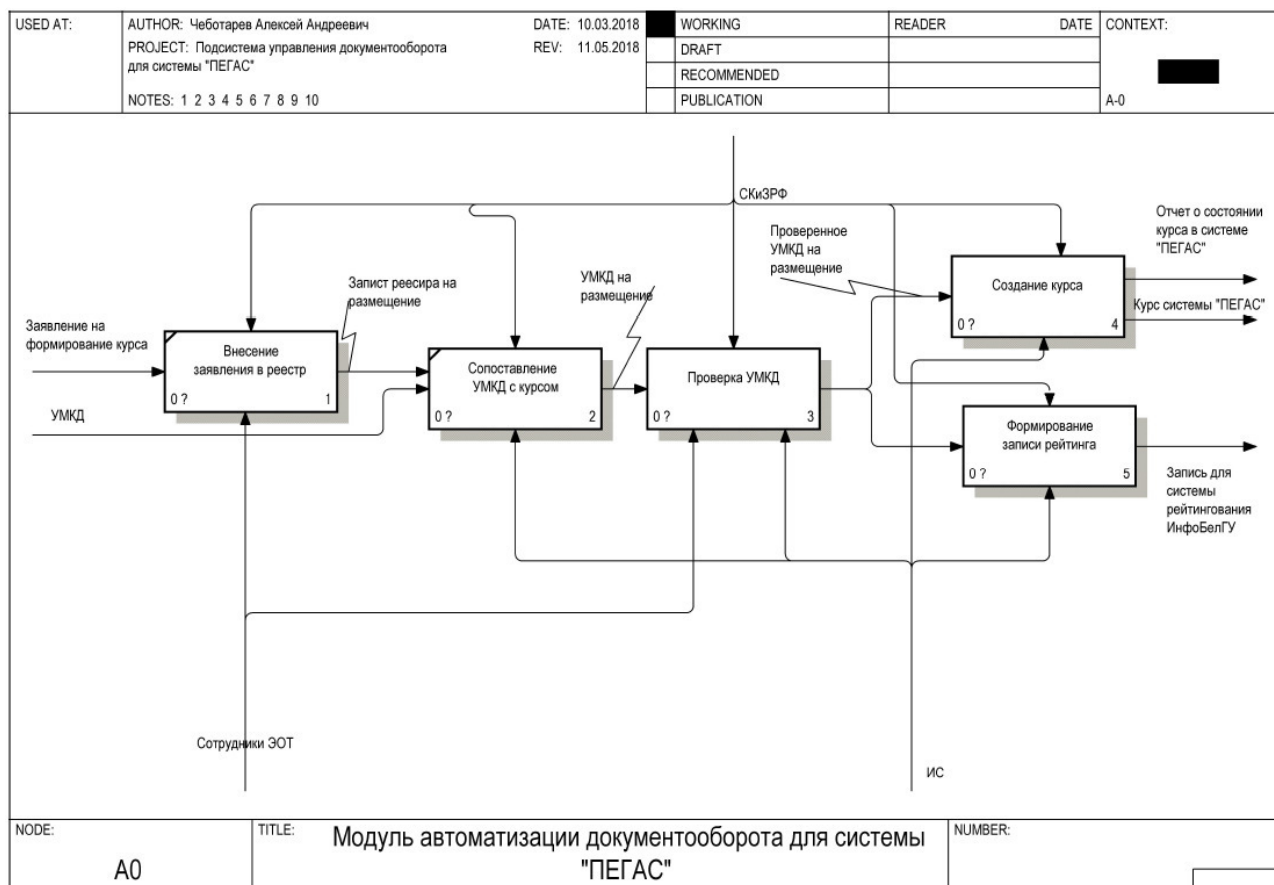 USED AT:
AUTHOR: Чеботарев Алексей Андреевич
DATE: 10.03.2018
PROJECT: Подсистема управления документооборота
для системы "ПЕГАС"
REV: 11.05.2018
NOTES: 1 2 3 4 5 6 7 8 9 10
WORKING
DRAFT
RECOMMENDED
PUBLICATION
READER
DATE
CONTEXT:
A-0
СКиЗРФ
Отчет о состоянии
курса в системе
"ПЕГАС"
Проверенное
УМКД на
размещение
Создание курса
0 ?
4
Курс системы "ПЕГАС"
УМКД на
размещение
Запист реесира на
размещение
Заявление на
формирование курса
Внесение
заявления в реестр
0 ?
1
Сопоставление
УМКД с курсом
0 ?
2
Проверка УМКД
0 ?
3
УМКД
Формирование
записи рейтинга
0 ?
5
Запись для
системы
рейтингования
ИнфоБелГУ
Сотрудники ЭОТ
ИС
NODE:
A0
TITLE:
Модуль автоматизации документооборота для системы
"ПЕГАС"
NUMBER: